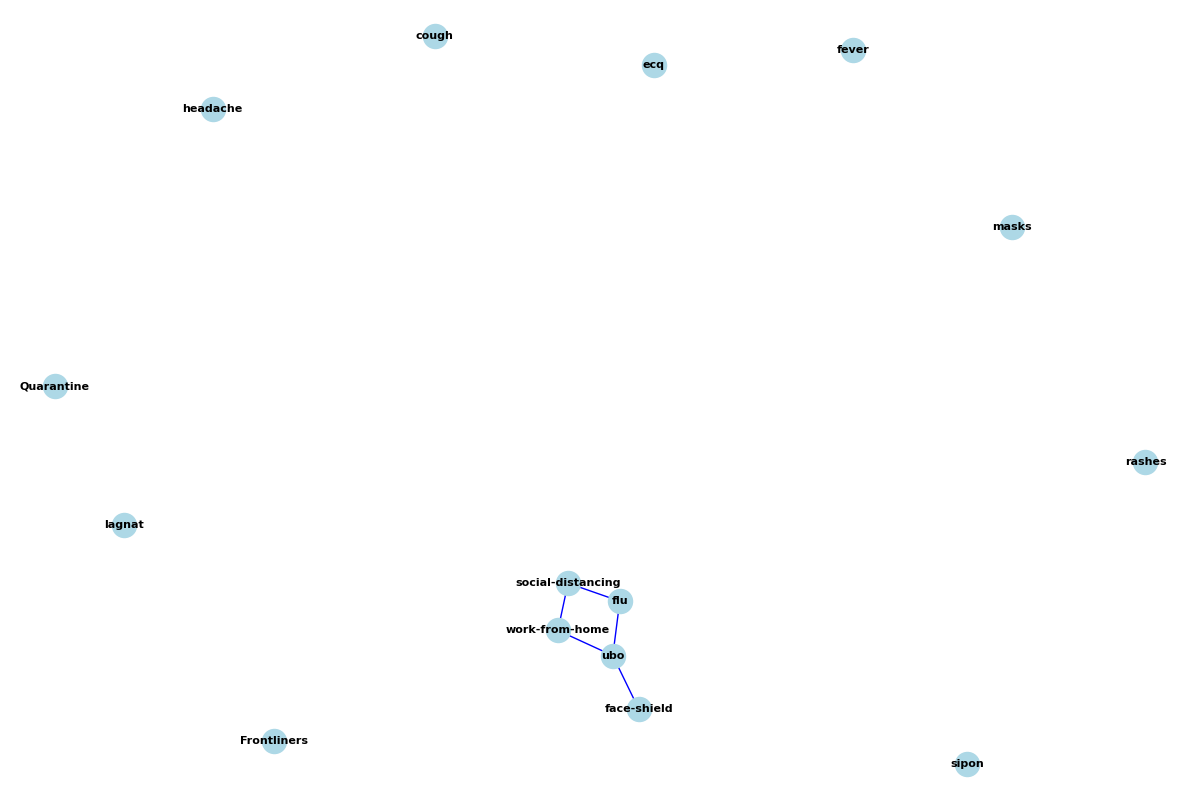 cough
fever
ecq
headache
masks
Quarantine
rashes
lagnat
social-distancing
flu
work-from-home
ubo
face-shield
Frontliners
sipon